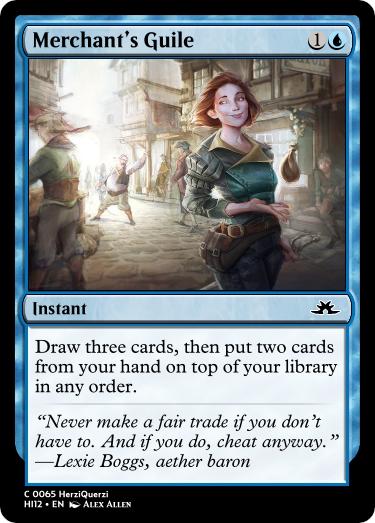 Merchant's Guile 1
Instant
Draw three cards, then put two cards
from your hand on top of your library
in any order.
“Never make a fair trade if you don’t
have to. And if you do, cheat anyway.”
—Lexie Boggs, aether baron
C 0065 HerziQuerzi
HI12 • EN Alex Allen